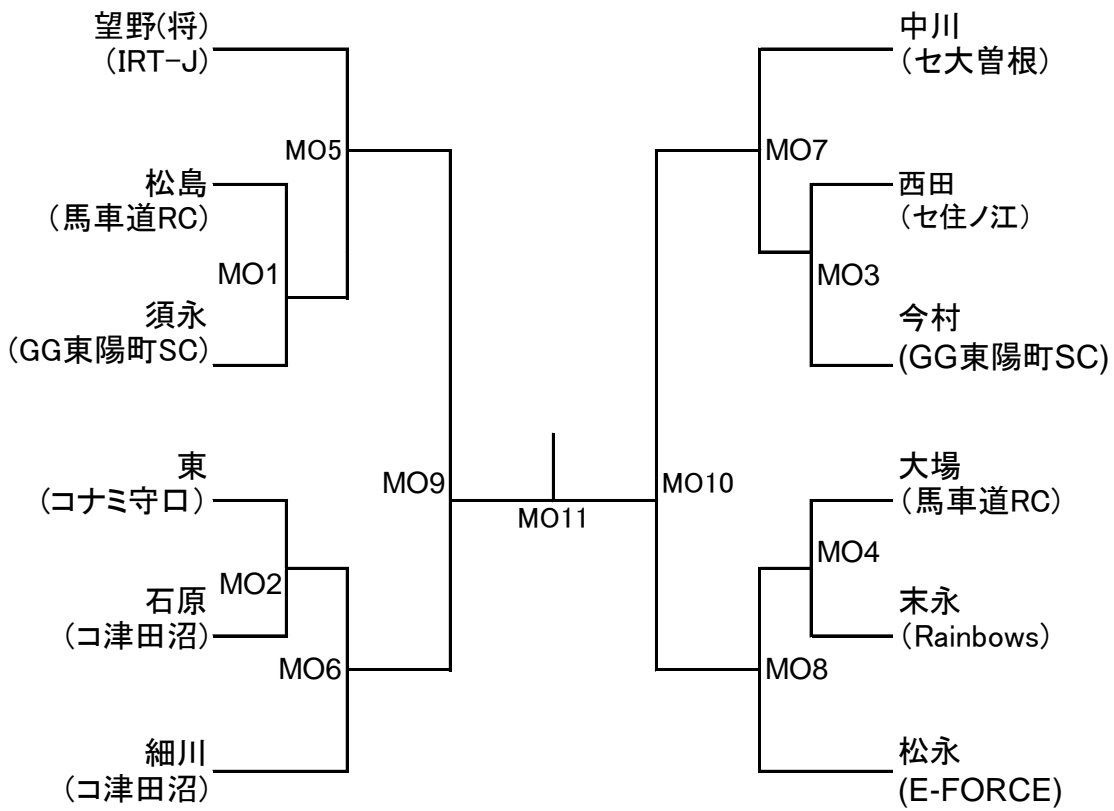 望野(将)
(IRT-J)
MO5
松島
(馬車道RC)
MO1
須永
(GG東陽町SC)
東
(コナミ守口)
MO2
石原
(コ津田沼)
MO6
細川
(コ津田沼)
MO9
MO11
MO10
中川
(セ大曽根)
MO7
西田
(セ住ノ江)
MO3
今村
(GG東陽町SC)
大場
(馬車道RC)
MO4
末永
(Rainbows)
MO8
松永
(E-FORCE)